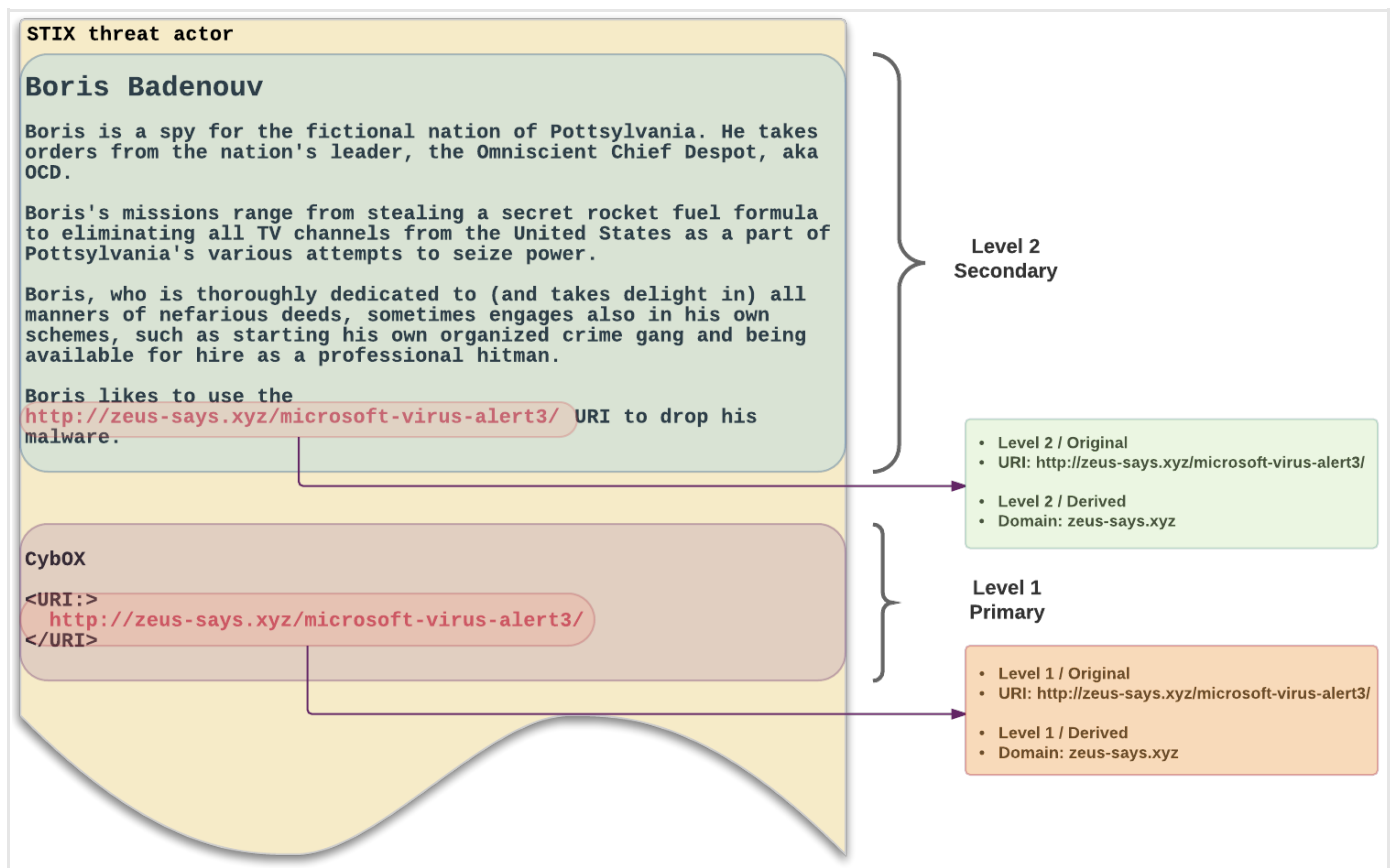 STIX threat actor
Boris Badenouv
Boris is a spy for the fictional nation of Pottsylvania. He takes
orders from the nation's leader, the Omniscient Chief Despot, aka
OCD.
Boris's missions range from stealing a secret rocket fuel formula
to eliminating all TV channels from the United States as a part of
Pottsylvania's various attempts to seize power.
Boris, who is thoroughly dedicated to (and takes delight in) all
manners of nefarious deeds, sometimes engages also in his own
schemes, such as starting his own organized crime gang and being
available for hire as a professional hitman.
Boris likes to use the
http://zeus-says.xyz/microsoft-virus-alert3/ URI to drop his
malware.
Level 2
Secondary
• Level 2 / Original
• URI: http://zeus-says.xyz/microsoft-virus-alert3/
• Level 2 / Derived
• Domain: zeus-says.xyz
CybOX
<URI:>
http://zeus-says.xyz/microsoft-virus-alert3/
</URI>
Level 1
Primary
• Level 1 / Original
• URI: http://zeus-says.xyz/microsoft-virus-alert3/
• Level 1 / Derived
• Domain: zeus-says.xyz